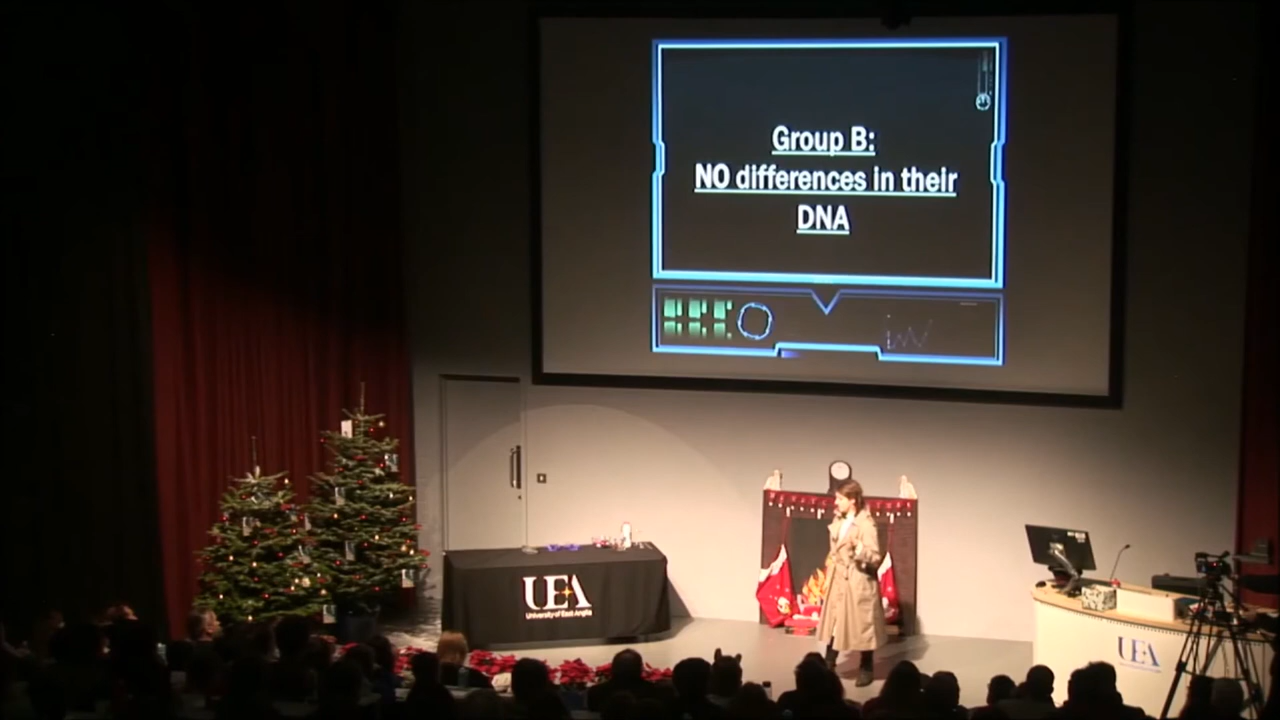 Group B:
NO differences in their
DNA
UEA
University of East Anglia
UEA